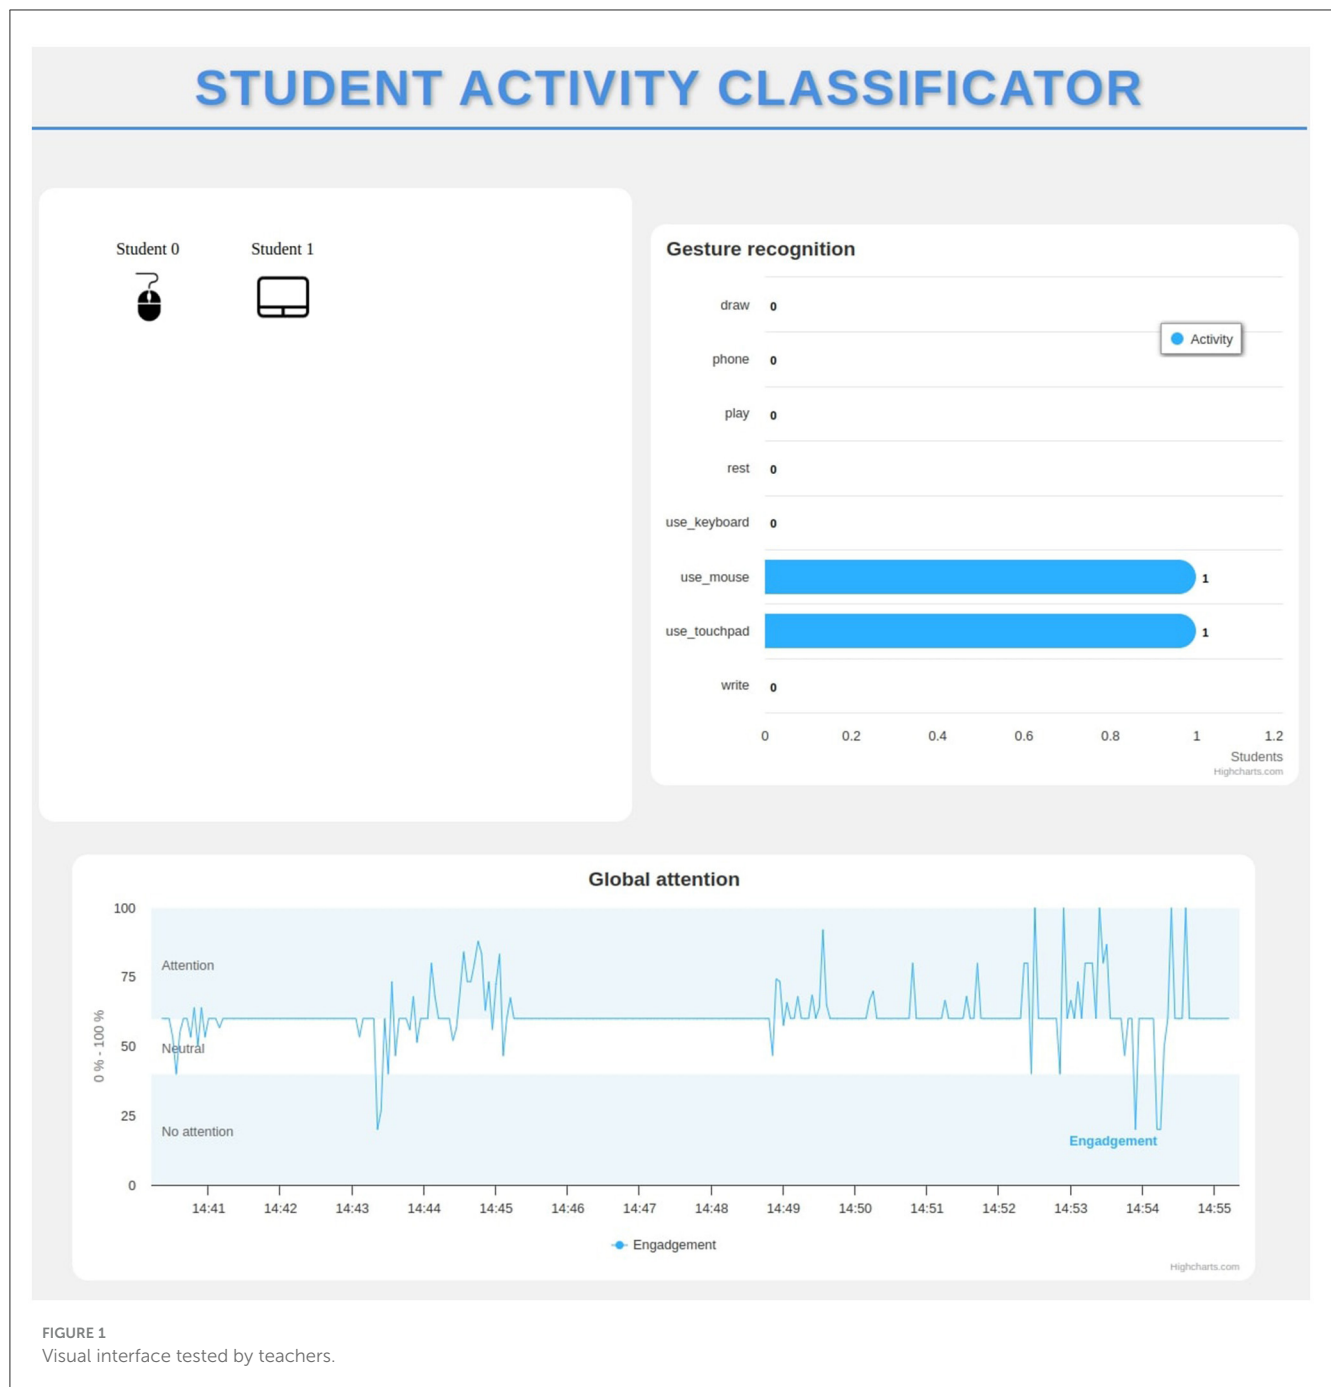 STUDENT ACTIVITY CLASSIFICATOR
Student 0
Student 1
Gesture recognition
draw 0
Activity
phone 0
play 0
rest 0
use_keyboard 0
use_mouse 1
use_touchpad 1
write 0
0 0.2 0.4 0.6 0.8 1 1.2
Students
Highcharts.com
Global attention
0 % - 100 %
100
Attention
75
50
Neutral
25
No attention
Engadgement
0
14:41 14:42 14:43 14:44 14:45 14:46 14:47 14:48 14:49 14:50 14:51 14:52 14:53 14:54 14:55
Engadgement
Highcharts.com
FIGURE 1
Visual interface tested by teachers.